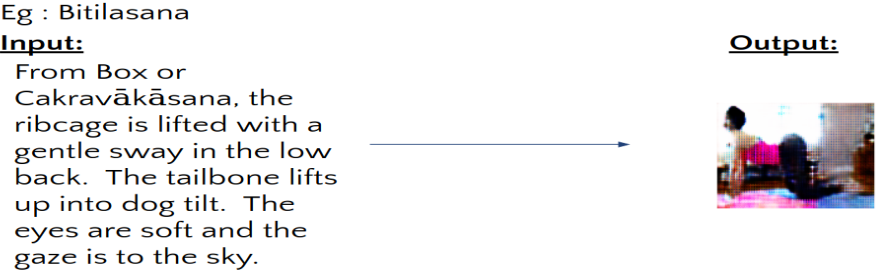 Eg : Bitilasana
Input:
From Box or
Cakravākāsana, the
ribcage is lifted with a
gentle sway in the low
back.  The tailbone lifts
up into dog tilt.  The
eyes are soft and the
gaze is to the sky.
Output: